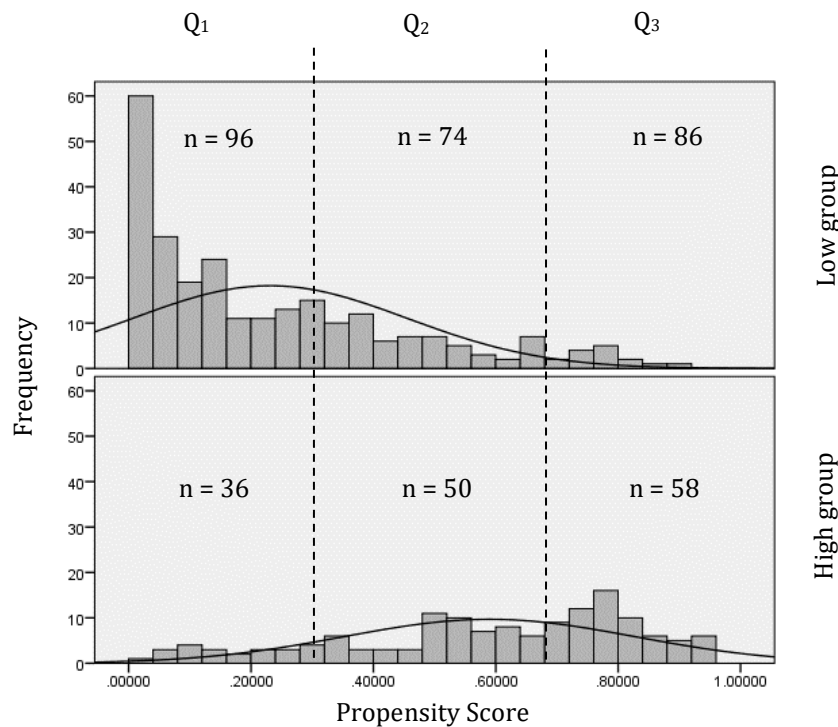 Q₁ Q₂ Q₃
60
50
40
30
20
10
0
n = 96 n = 74 n = 86
Low group
Frequency
60
50
40
30
20
10
0
n = 36 n = 50 n = 58
High group
.00000 .20000 .40000 .60000 .80000 1.00000
Propensity Score